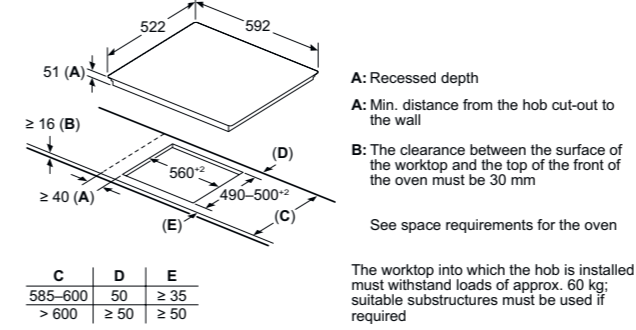 522
592
51 (A)
A: Recessed depth
A: Min. distance from the hob cut-out to
the wall
≥ 16 (B)
B: The clearance between the surface of
the worktop and the top of the front of
the oven must be 30 mm
(D)
560+2
490–500+2
≥ 40 (A)
(C)
(E)
See space requirements for the oven
C D E
585–600 50 ≥ 35
> 600 ≥ 50 ≥ 50
The worktop into which the hob is installed
must withstand loads of approx. 60 kg;
suitable substructures must be used if
required